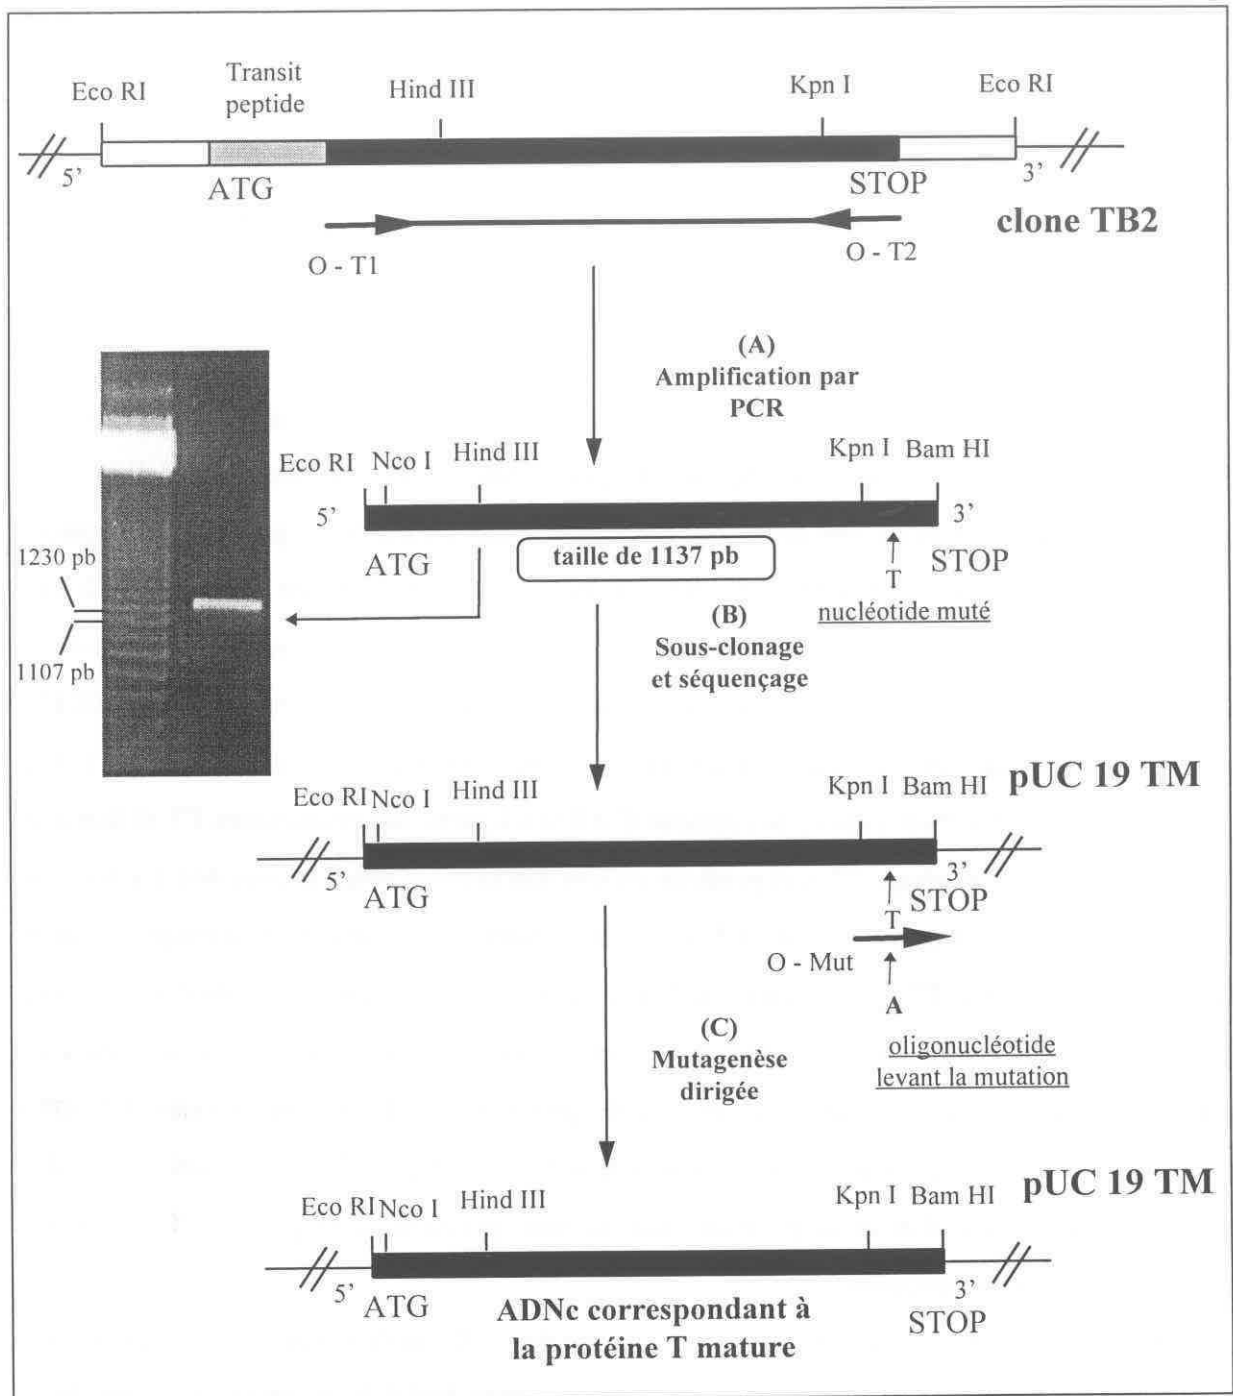 Eco RI
Transit
peptide
Hind III
Kpn I
Eco RI
5'
ATG
STOP
3'
clone TB2
O - T1
O - T2
(A)
Amplification par
PCR
Eco RI
Nco I
Hind III
Kpn I
Bam HI
5'
3'
ATG
taille de 1137 pb
T
STOP
nucléotide muté
1230 pb
1107 pb
(B)
Sous-clonage
et séquençage
pUC 19 TM
Eco RI
Nco I
Hind III
Kpn I
Bam HI
5'
3'
ATG
STOP
T
O - Mut
A
oligonucléotide
levant la mutation
(C)
Mutagenèse
dirigée
pUC 19 TM
Eco RI
Nco I
Hind III
Kpn I
Bam HI
5'
3'
ATG
STOP
ADNc correspondant à
la protéine T mature